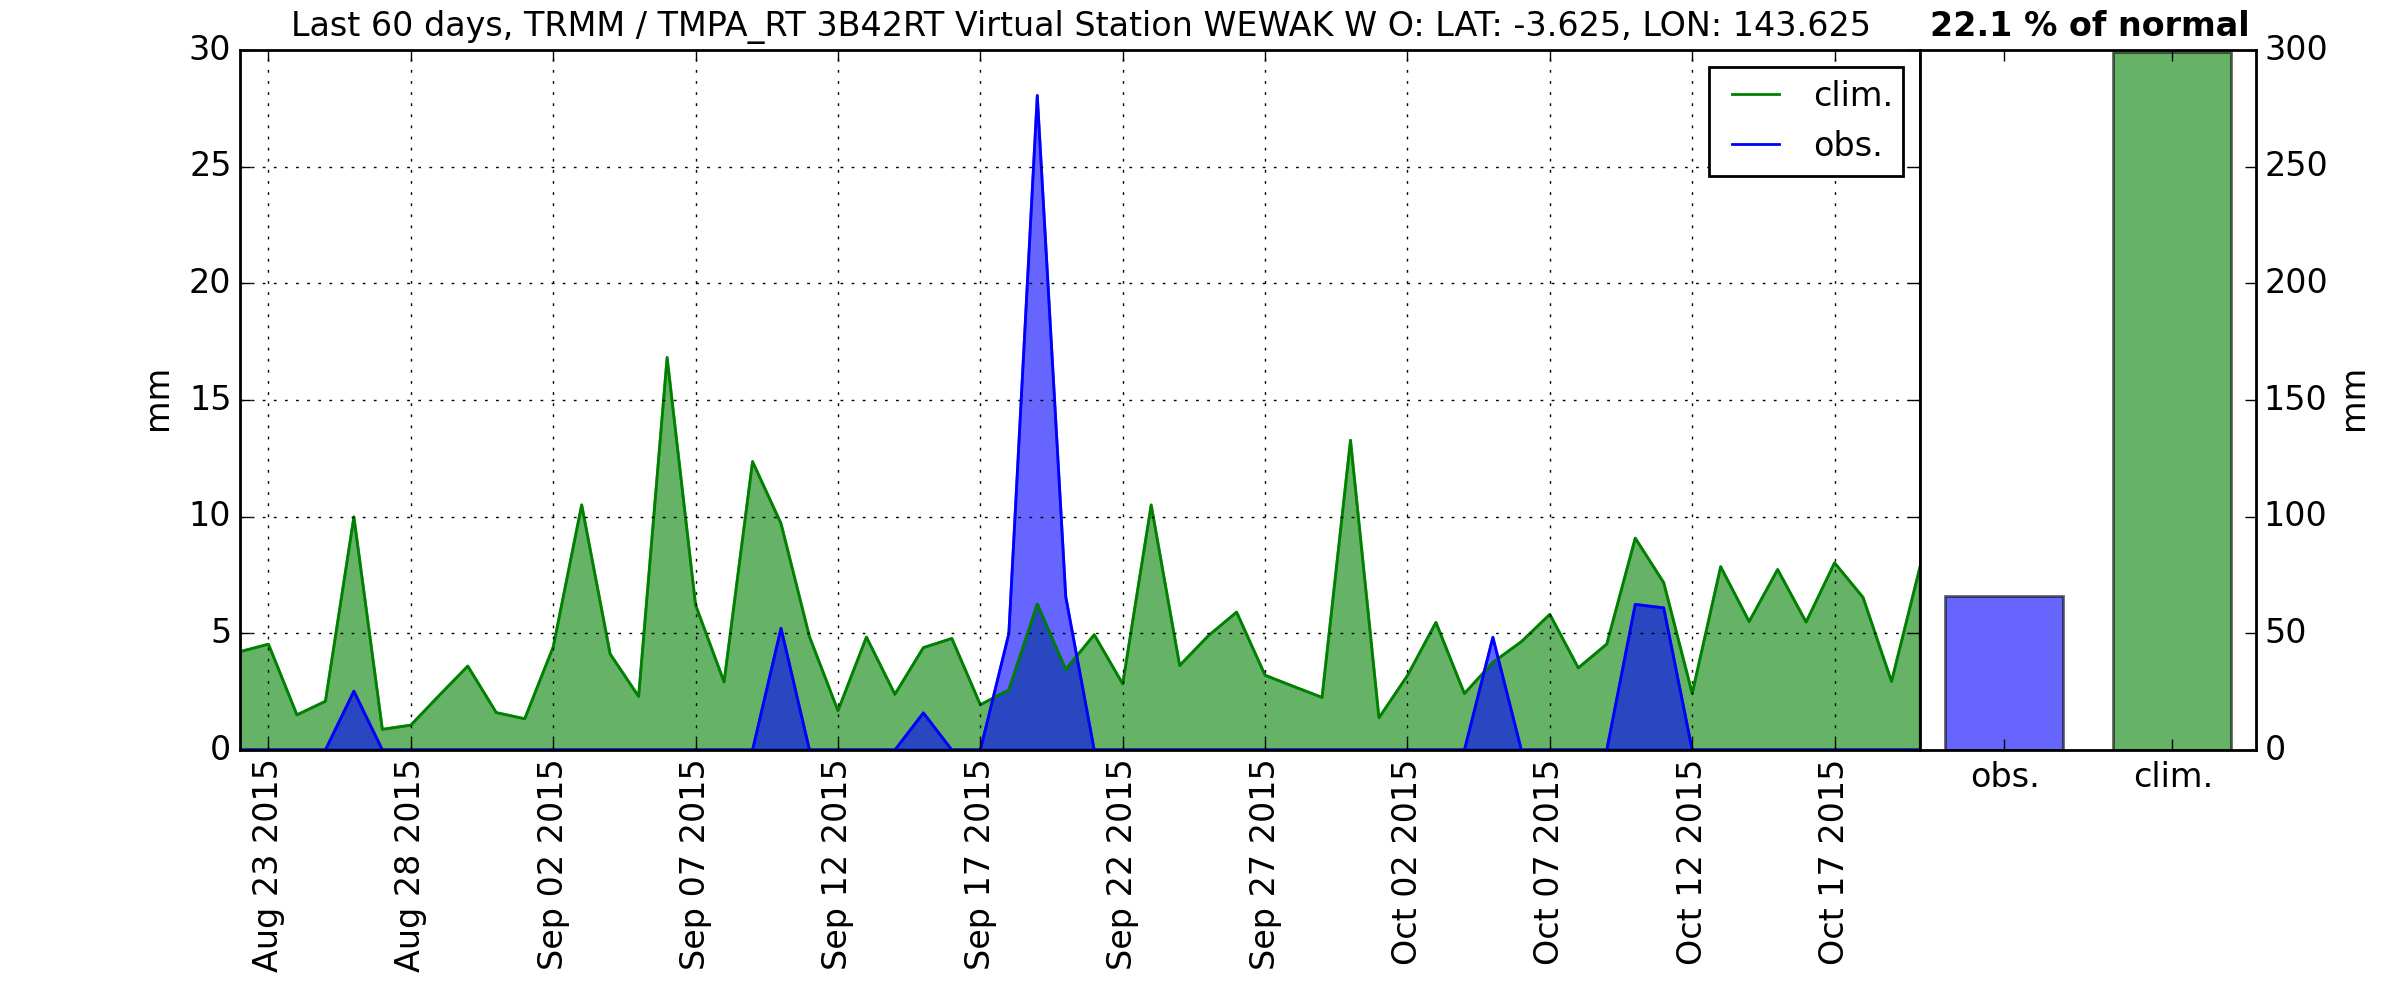 Last 60 days, TRMM / TMPA_RT 3B42RT Virtual Station WEWAK W O: LAT: -3.625, LON: 143.625
22.1 % of normal
30
25
20
15
10
5
0
mm
clim.
obs.
300
250
200
150
100
50
0
mm
Aug 23 2015
Aug 28 2015
Sep 02 2015
Sep 07 2015
Sep 12 2015
Sep 17 2015
Sep 22 2015
Sep 27 2015
Oct 02 2015
Oct 07 2015
Oct 12 2015
Oct 17 2015
obs.
clim.